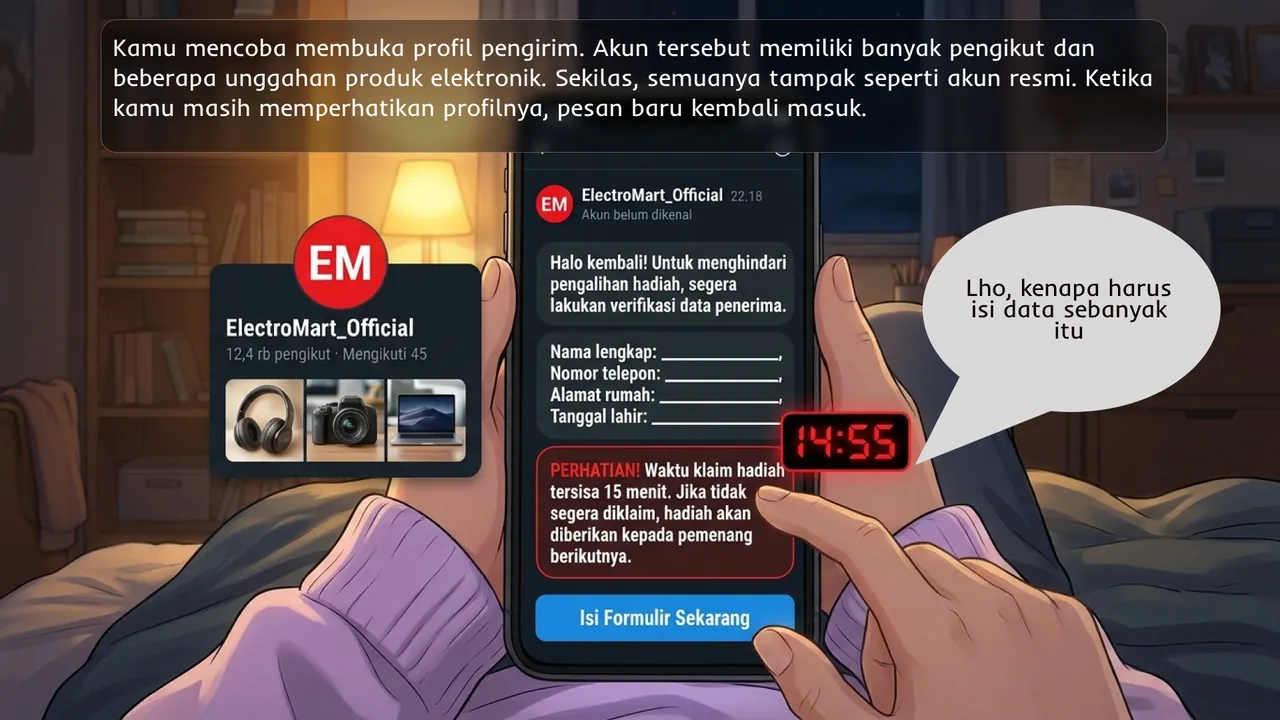 Kamu mencoba membuka profil pengirim. Akun tersebut memiliki banyak pengikut dan
beberapa unggahan produk elektronik. Sekilas, semuanya tampak seperti akun resmi. Ketika
kamu masih memperhatikan profilnya, pesan baru kembali masuk.
EM
ElectroMart_Official
12,4 rb pengikut · Mengikuti 45
EM
ElectroMart_Official 22.18
Akun belum dikenal
Halo kembali! Untuk menghindari
pengalihan hadiah, segera
lakukan verifikasi data penerima.
Nama lengkap: ____________,
Nomor telepon: ____________,
Alamat rumah: ____________,
Tanggal lahir: ____________
PERHATIAN! Waktu klaim hadiah
tersisa 15 menit. Jika tidak
segera diklaim, hadiah akan
diberikan kepada pemenang
berikutnya.
Isi Formulir Sekarang
14:55
Lho, kenapa harus
isi data sebanyak
itu